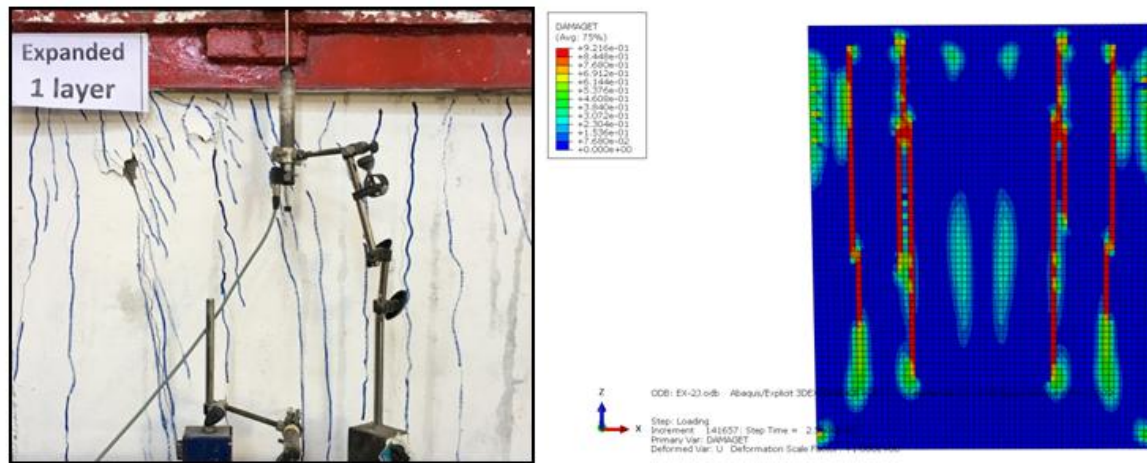 Expanded
1 layer
DAMAGET
(Avg: 75%)
+9.216e-01
+8.448e-01
+7.680e-01
+6.912e-01
+6.144e-01
+5.376e-01
+4.608e-01
+3.840e-01
+3.072e-01
+2.304e-01
+1.536e-01
+7.680e-02
+0.000e+00
Z
X
ODB: EX-23.odb Abaqus/Explicit
Step: Loading
Increment 141657: Step Time =
Primary Var: DAMAGET
Deformed Var: U Deformation Scale